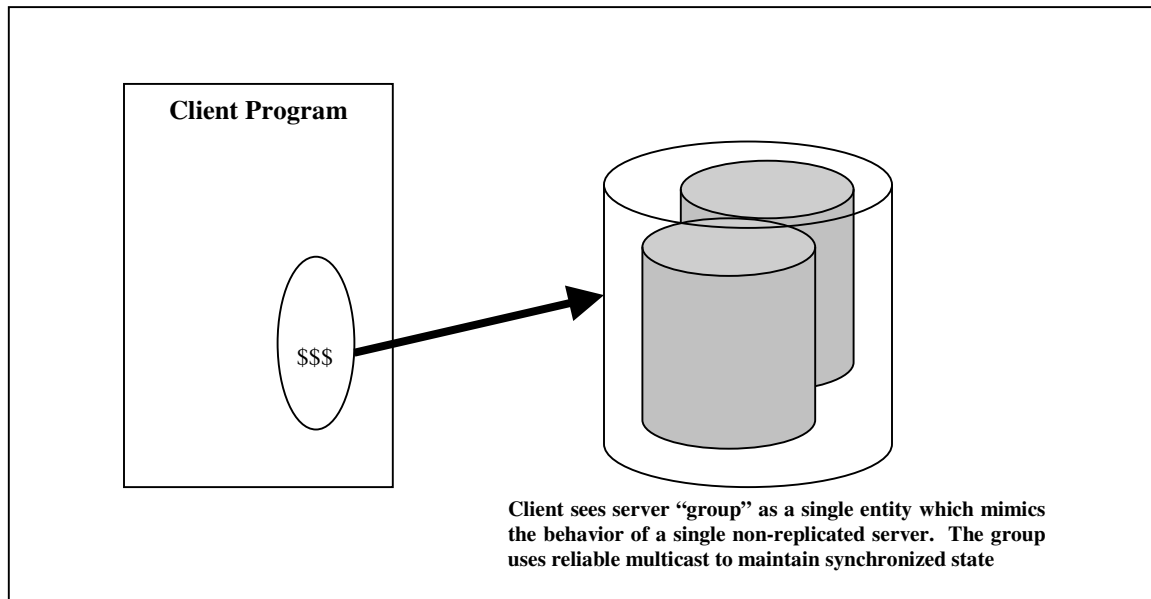 Client Program
$$$
Client sees server “group” as a single entity which mimics
the behavior of a single non-replicated server.  The group
uses reliable multicast to maintain synchronized state